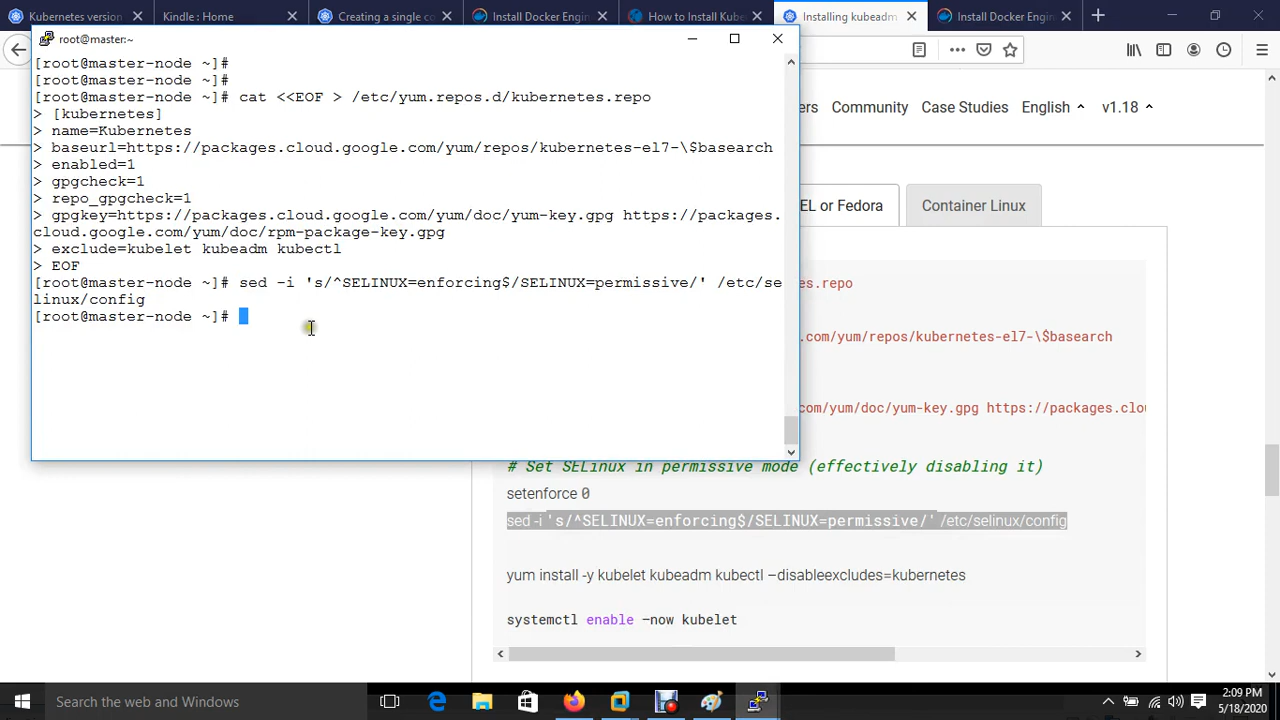 Kubernetes version
Kindle : Home
Creating a single co
Install Docker Engin
How to Install Kube
Installing kubeadm
Install Docker Engin
root@master:~
[root@master-node ~]#
[root@master-node ~]#
[root@master-node ~]# cat <<EOF > /etc/yum.repos.d/kubernetes.repo
> [kubernetes]
> name=Kubernetes
> baseurl=https://packages.cloud.google.com/yum/repos/kubernetes-el7-\$basearch
> enabled=1
> gpgcheck=1
> repo_gpgcheck=1
> gpgkey=https://packages.cloud.google.com/yum/doc/yum-key.gpg https://packages.
cloud.google.com/yum/doc/rpm-package-key.gpg
> exclude=kubelet kubeadm kubectl
> EOF
[root@master-node ~]# sed -i 's/^SELINUX=enforcing$/SELINUX=permissive/' /etc/se
linux/config
[root@master-node ~]#
ers Community Case Studies English v1.18
EL or Fedora Container Linux
es.repo
.com/yum/repos/kubernetes-el7-\$basearch
com/yum/doc/yum-key.gpg https://packages.clou
# Set SELinux in permissive mode (effectively disabling it)
setenforce 0
sed -i 's/^SELINUX=enforcing$/SELINUX=permissive/' /etc/selinux/config
yum install -y kubelet kubeadm kubectl –disableexcludes=kubernetes
systemctl enable –now kubelet
Search the web and Windows
2:09 PM
5/18/2020